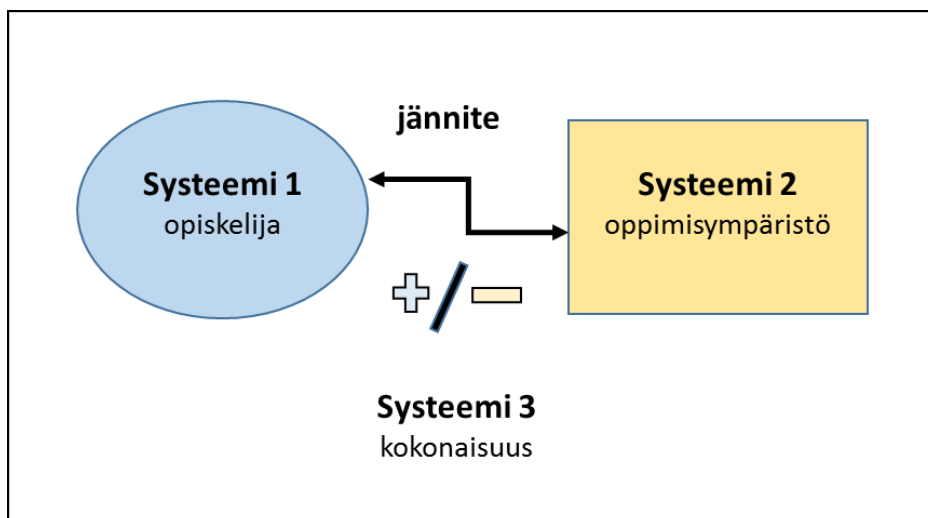 jännite
Systeemi 1
opiskelija
Systeemi 2
oppimisympäristö
+ / −
Systeemi 3
kokonaisuus